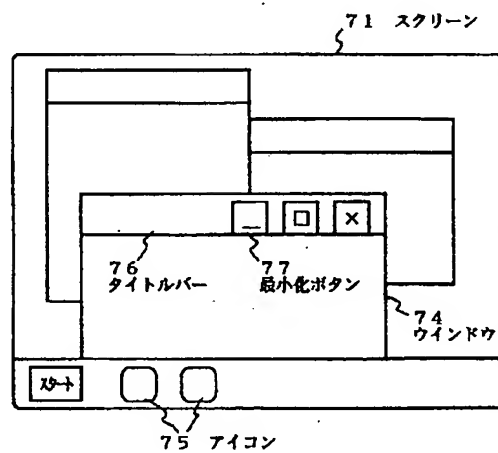 71 スクリーン
_ □ ×
76
タイトルバー
77
最小化ボタン
74
ウインドウ
スタート
75 アイコン